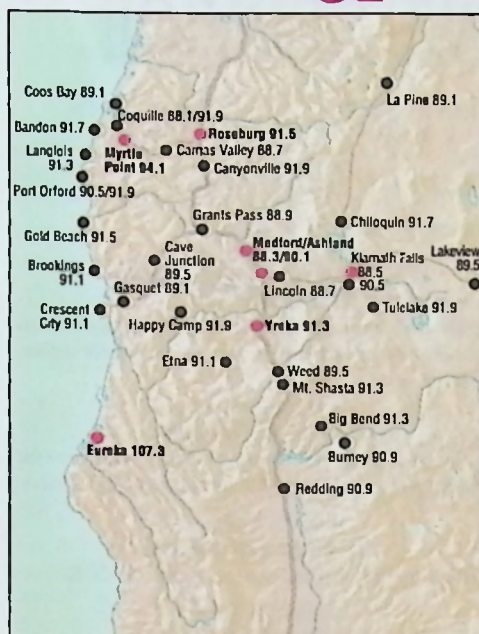 La Pine 89.1
Coos Bay 89.1
Coquille 88.1/91.9
Bandon 91.7
Roseburg 91.5
Langlois
91.3
Myrtle
Point 94.1
Camas Valley 88.7
Canyonville 91.9
Port Orford 90.5/91.9
Grants Pass 88.9
Gold Beach 91.5
Chiloquin 91.7
Medford/Ashland
88.3/90.1
Cave
Junction
89.5
Klamath Falls
88.5
90.5
Lakeview
89.5
Brookings
91.1
Lincoln 88.7
Gasquet 89.1
Crescent
City 91.1
Happy Camp 91.9
Tulelake 91.9
Yreka 91.3
Etna 91.1
Weed 89.5
Mt. Shasta 91.3
Big Bend 91.3
Burney 90.9
Eureka 107.3
Redding 90.9